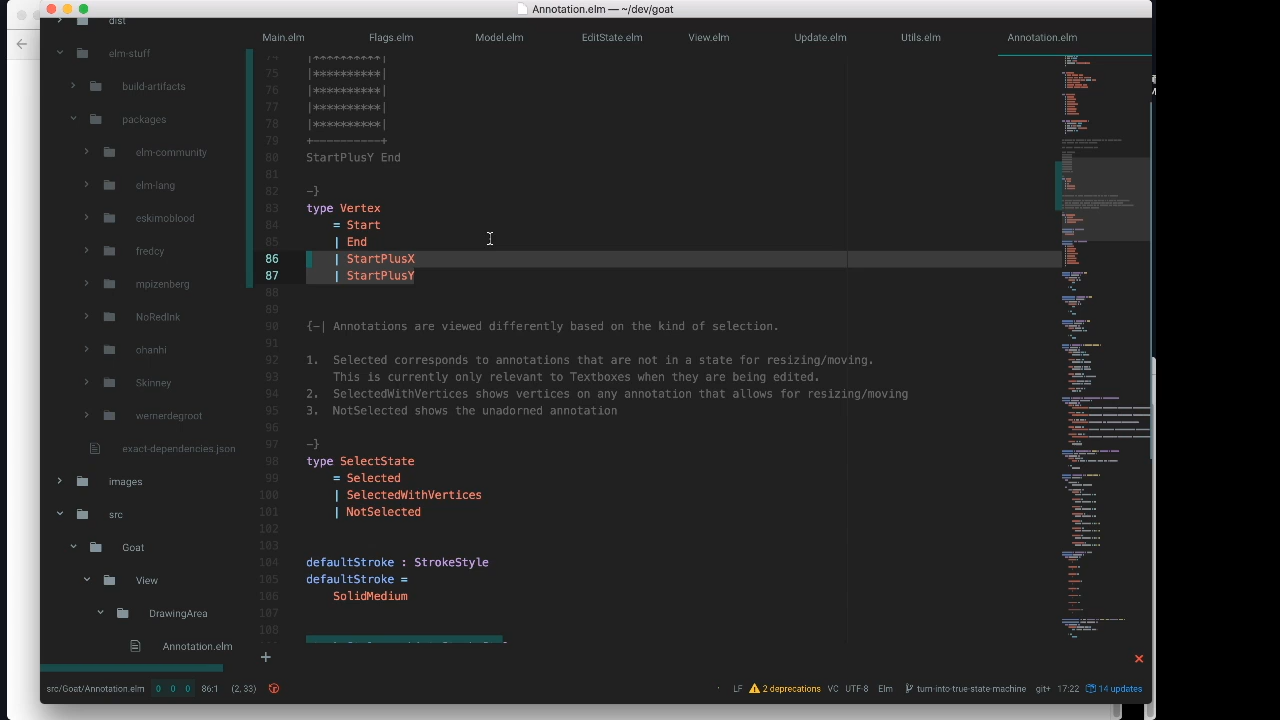 Annotation.elm — ~/dev/goat
Main.elm
Flags.elm
Model.elm
EditState.elm
View.elm
Update.elm
Utils.elm
Annotation.elm
dist
elm-stuff
build-artifacts
packages
elm-community
elm-lang
eskimoblood
fredcy
mpizenberg
NoRedInk
ohanhi
Skinney
wernerdegroot
exact-dependencies.json
images
src
Goat
View
DrawingArea
Annotation.elm
75 |**********|
76 |**********|
77 |**********|
78 |**********|
79 +----------+
80 StartPlusY End
81
82 -}
83 type Vertex
84 = Start
85 | End
86 | StartPlusX
87 | StartPlusY
88
89
90 {-| Annotations are viewed differently based on the kind of selection.
91
92 1. Selected corresponds to annotations that are not in a state for resizing/moving.
93 This is currently only relevant to Textboxes when they are being edited.
94 2. SelectedWithVertices shows vertices on any annotation that allows for resizing/moving
95 3. NotSelected shows the unadorned annotation
96
97 -}
98 type SelectState
99 = Selected
100 | SelectedWithVertices
101 | NotSelected
102
103
104 defaultStroke : StrokeStyle
105 defaultStroke =
106 SolidMedium
107
108
+
src/Goat/Annotation.elm 0 0 0 86:1 (2, 33) LF 2 deprecations VC UTF-8 Elm turn-into-true-state-machine git+ 17:22 14 updates